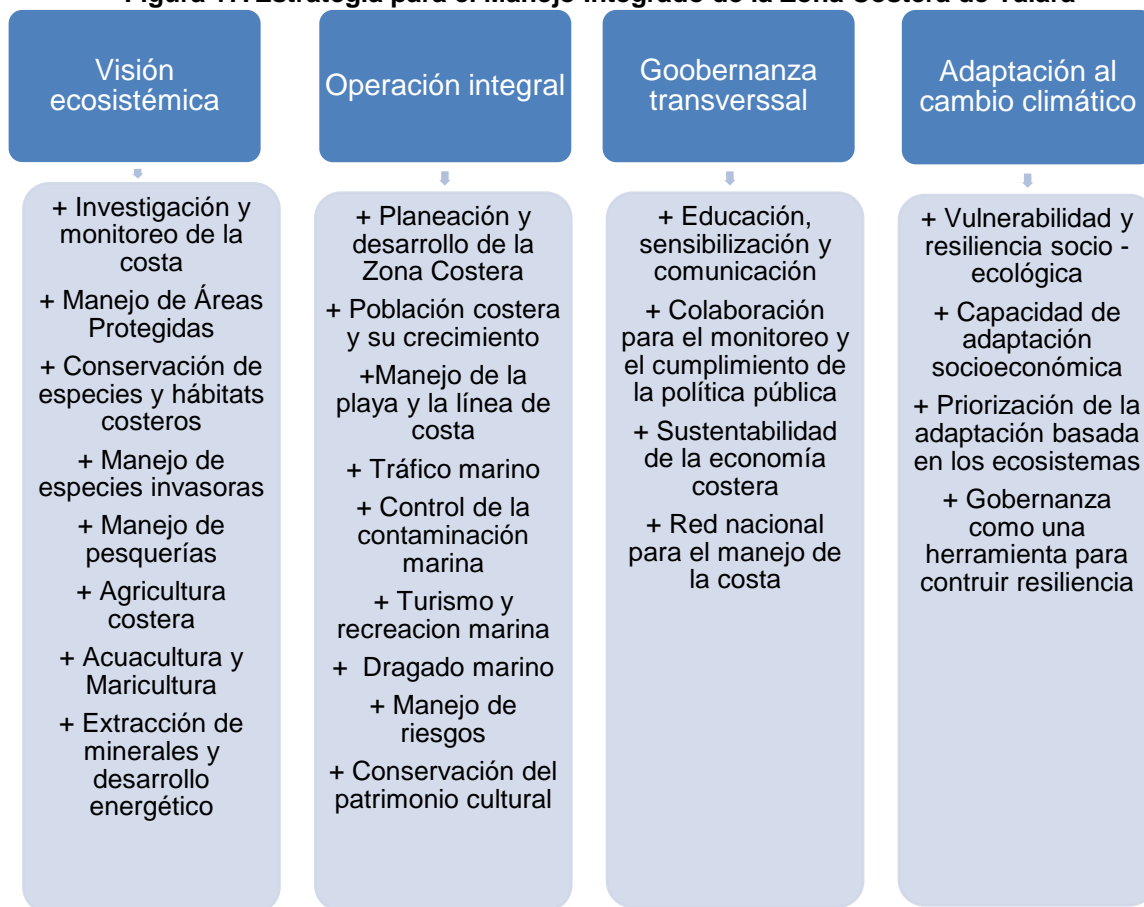 Figura 17. Estrategia para el Manejo Integrado de la Zona Costera de Talara
Visión
ecosistémica
+ Investigación y
monitoreo de la
costa
+ Manejo de Áreas
Protegidas
+ Conservación de
especies y hábitats
costeros
+ Manejo de
especies invasoras
+ Manejo de
pesquerías
+ Agricultura
costera
+ Acuacultura y
Maricultura
+ Extracción de
minerales y
desarrollo
energético
Operación integral
+ Planeación y
desarrollo de la
Zona Costera
+ Población costera
y su crecimiento
+Manejo de la
playa y la línea de
costa
+ Tráfico marino
+ Control de la
contaminación
marina
+ Turismo y
recreacion marina
+ Dragado marino
+ Manejo de
riesgos
+ Conservación del
patrimonio cultural
Goobernanza
transverssal
+ Educación,
sensibilización y
comunicación
+ Colaboración
para el monitoreo y
el cumplimiento de
la política pública
+ Sustentabilidad
de la economía
costera
+ Red nacional
para el manejo de
la costa
Adaptación al
cambio climático
+ Vulnerabilidad y
resiliencia socio -
ecológica
+ Capacidad de
adaptación
socioeconómica
+ Priorización de la
adaptación basada
en los ecosistemas
+ Gobernanza
como una
herramienta para
contruir resiliencia